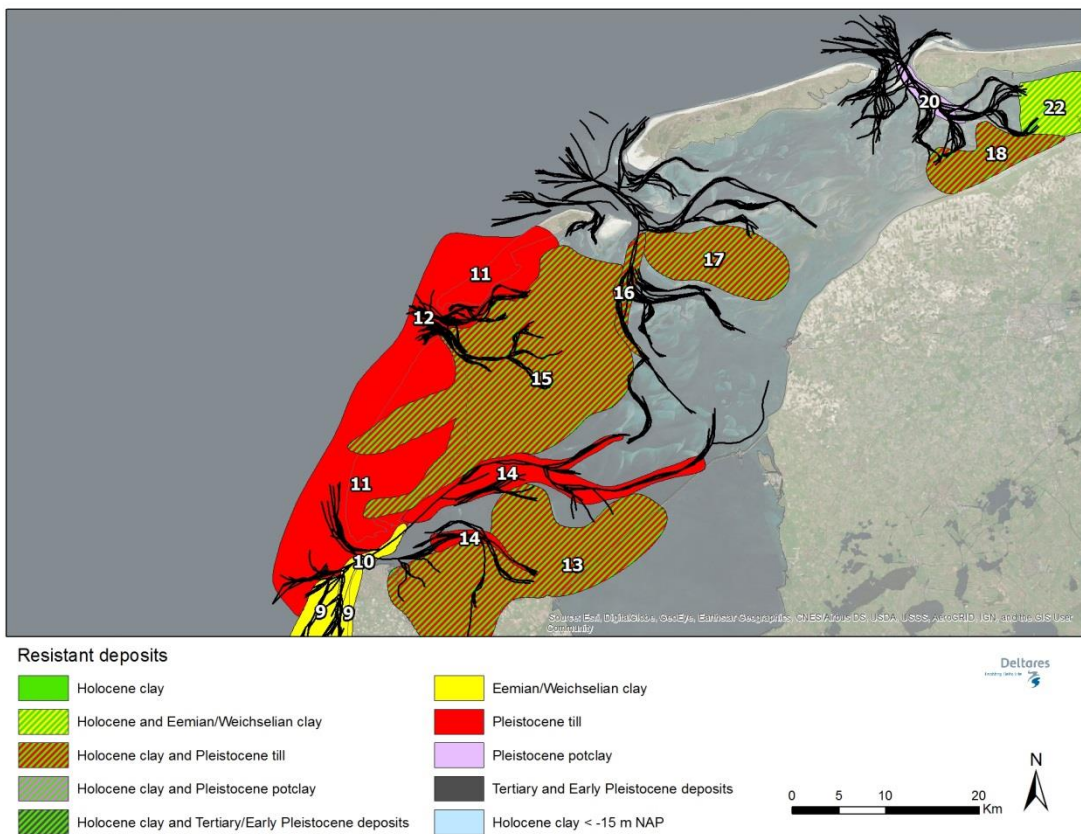 20
22
18
11
17
12
16
15
11
14
14
10
13
9
9
Source: Esri, DigitalGlobe, GeoEye, Earthstar Geographics, CNES/Airbus DS, USDA, USGS, AeroGRID, IGN, and the GIS User
Community
Resistant deposits
Deltares
Holocene clay
Eemian/Weichselian clay
Holocene and Eemian/Weichselian clay
Pleistocene till
Holocene clay and Pleistocene till
Pleistocene potclay
N
Holocene clay and Pleistocene potclay
Tertiary and Early Pleistocene deposits
0 5 10 20
Km
Holocene clay and Tertiary/Early Pleistocene deposits
Holocene clay < -15 m NAP